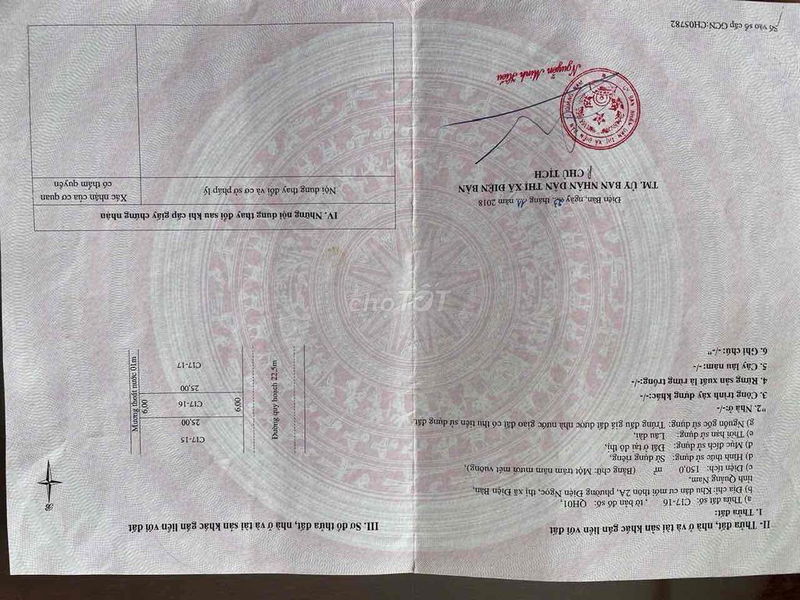 II- Thửa đất, nhà ở và tài sản khác gắn liền với đất
1. Thửa đất:
a) Thửa đất số: C17-16 , tờ bản đồ số: QH01,
b) Địa chỉ: Khu dân cư mới thôn 2A, phường Điện Ngọc, thị xã Điện Bàn,
tỉnh Quảng Nam,
c) Diện tích: 150,0 m² (Bằng chữ: Một trăm năm mươi mét vuông),
d) Hình thức sử dụng: Sử dụng riêng,
đ) Mục đích sử dụng: Đất ở tại đô thị,
e) Thời hạn sử dụng: Lâu dài,
g) Nguồn gốc sử dụng: Trúng đấu giá đất được nhà nước giao đất có thu tiền sử dụng đất
"2. Nhà ở:-/-
3. Công trình xây dựng khác:-/-
4. Rừng sản xuất là rừng trồng:-/-
5. Cây lâu năm:-/-
6. Ghi chú: -/-"
Điện Bàn, ngày 23 tháng 11 năm 2018
TM. ỦY BAN NHÂN DÂN THỊ XÃ ĐIỆN BÀN
CHỦ TỊCH
Nguyễn Minh Hiếu
Số vào sổ cấp GCN:CH05782
III. Sơ đồ thửa đất, nhà ở và tài sản khác gắn liền với đất
C17-15
25,00
6,00
C17-16
6,00
25,00
C17-17
Đường quy hoạch 22,5m
Mương thoát nước 01m
IV. Những nội dung thay đổi sau khi cấp giấy chứng nhận
Nội dung thay đổi và cơ sở pháp lý
Xác nhận của cơ quan
có thẩm quyền
choTỐT